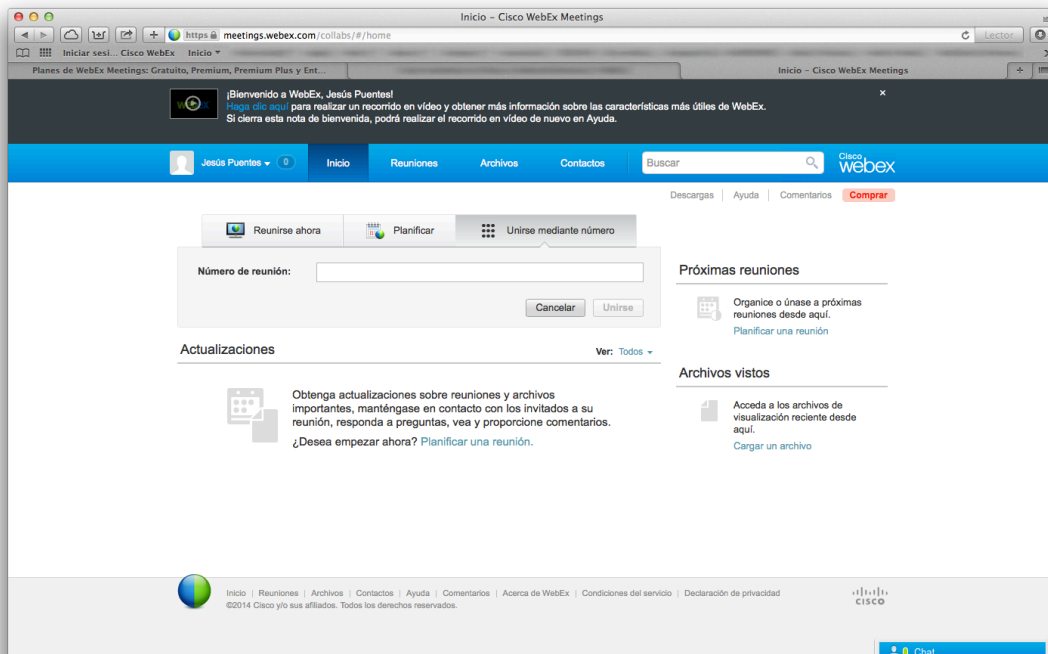 Inicio – Cisco WebEx Meetings
https meetings.webex.com/collabs/#/home
Lector
Iniciar sesi... Cisco WebEx Inicio
Planes de WebEx Meetings: Gratuito, Premium, Premium Plus y Ent...
Inicio – Cisco WebEx Meetings
¡Bienvenido a WebEx, Jesús Puentes!
Haga clic aquí para realizar un recorrido en vídeo y obtener más información sobre las características más útiles de WebEx.
Si cierra esta nota de bienvenida, podrá realizar el recorrido en vídeo de nuevo en Ayuda.
Jesús Puentes 0 Inicio Reuniones Archivos Contactos Buscar Cisco webex
Descargas Ayuda Comentarios Comprar
Reunirse ahora Planificar Unirse mediante número
Número de reunión:
Cancelar Unirse
Actualizaciones Ver: Todos
Obtenga actualizaciones sobre reuniones y archivos
importantes, manténgase en contacto con los invitados a su
reunión, responda a preguntas, vea y proporcione comentarios.
¿Desea empezar ahora? Planificar una reunión.
Próximas reuniones
Organice o únase a próximas
reuniones desde aquí.
Planificar una reunión
Archivos vistos
Acceda a los archivos de
visualización reciente desde
aquí.
Cargar un archivo
Inicio | Reuniones | Archivos | Contactos | Ayuda | Comentarios | Acerca de WebEx | Condiciones del servicio | Declaración de privacidad
©2014 Cisco y/o sus afiliados. Todos los derechos reservados.
CISCO
Chat